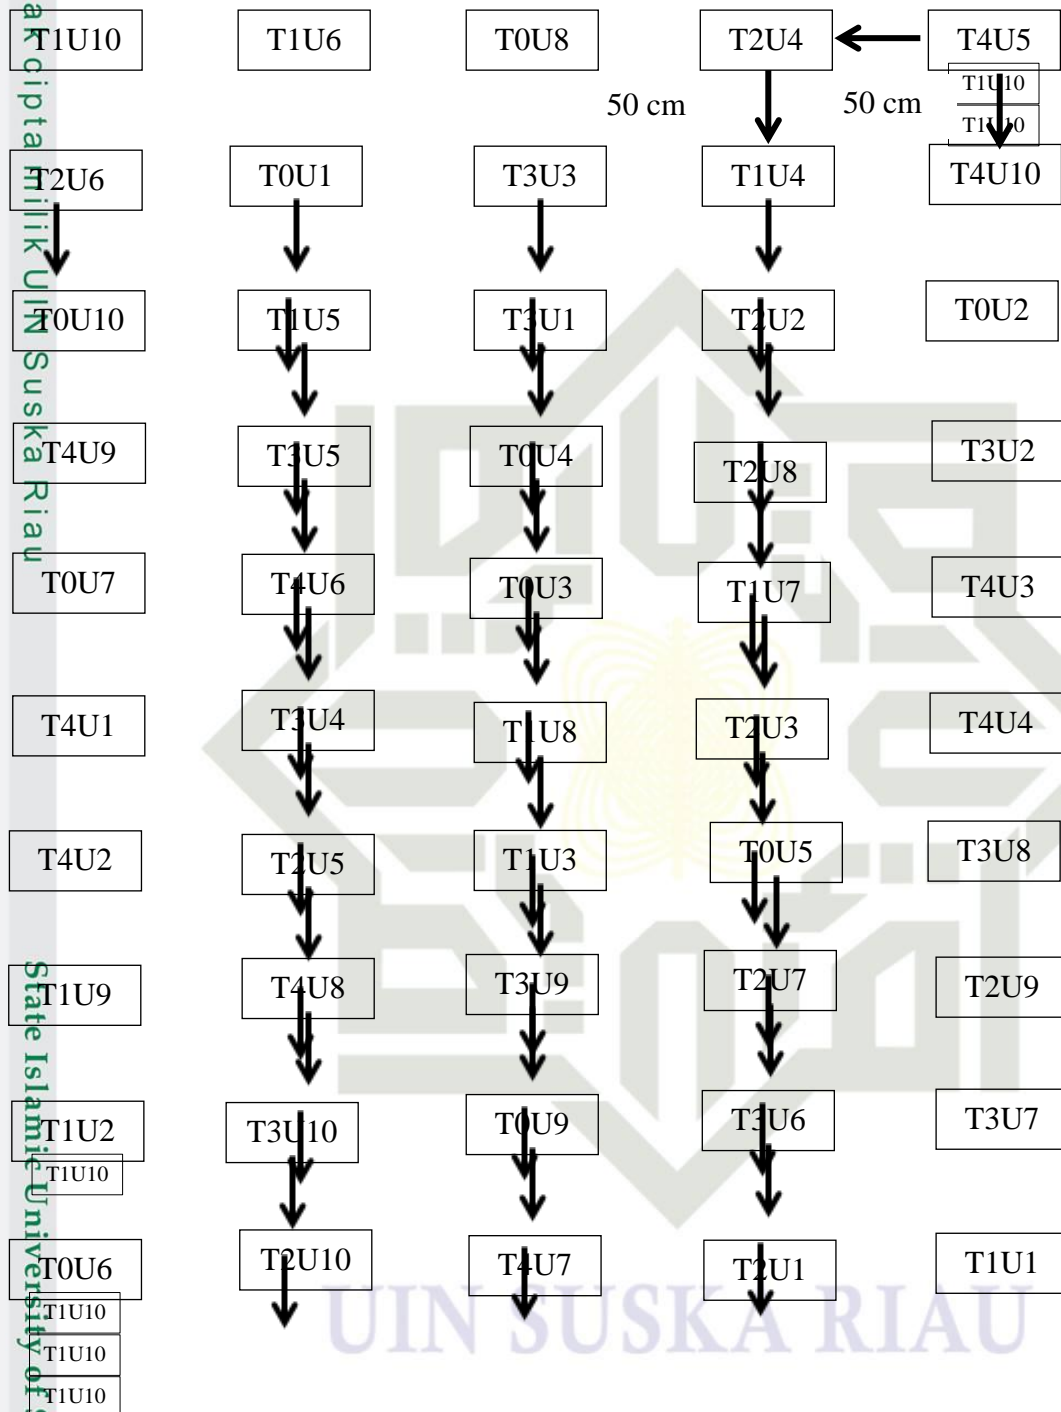 T1U10 T1U6 T0U8 T2U4 T4U5
T1U10
50 cm 50 cm
T1U10
T2U6 T0U1 T3U3 T1U4 T4U10
T0U10 T1U5 T3U1 T2U2 T0U2
T4U9 T3U5 T0U4 T2U8 T3U2
T0U7 T4U6 T0U3 T1U7 T4U3
T4U1 T3U4 T1U8 T2U3 T4U4
T4U2 T2U5 T1U3 T0U5 T3U8
T1U9 T4U8 T3U9 T2U7 T2U9
T1U2 T3U10 T0U9 T3U6 T3U7
T1U10
T0U6 T2U10 T4U7 T2U1 T1U1
T1U10
T1U10
T1U10
cipta milik UIN Suska Riau
State Islamic University of
UIN SUSKA RIAU